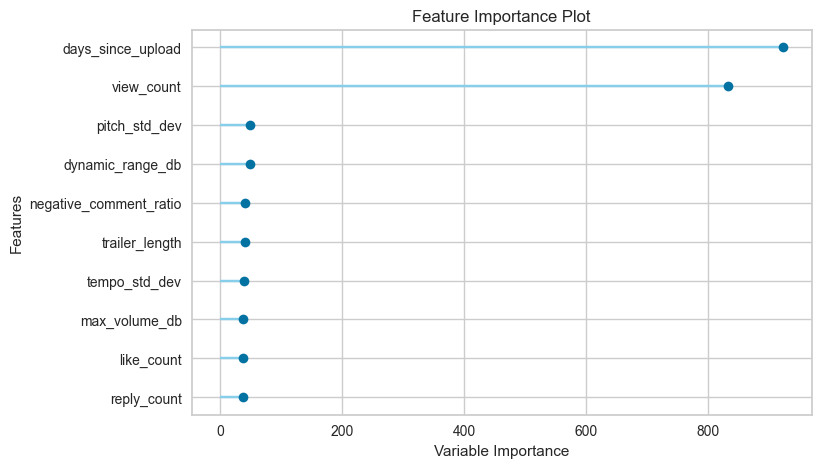 Feature Importance Plot
Features
days_since_upload
view_count
pitch_std_dev
dynamic_range_db
negative_comment_ratio
trailer_length
tempo_std_dev
max_volume_db
like_count
reply_count
0 200 400 600 800
Variable Importance